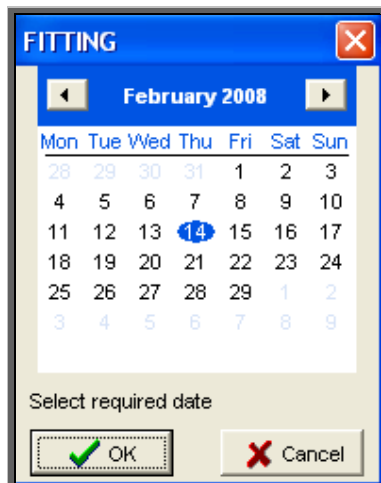 FITTING
February 2008
Mon Tue Wed Thu Fri Sat Sun
28 29 30 31 1 2 3
4 5 6 7 8 9 10
11 12 13 14 15 16 17
18 19 20 21 22 23 24
25 26 27 28 29 1 2
3 4 5 6 7 8 9
Select required date
OK Cancel